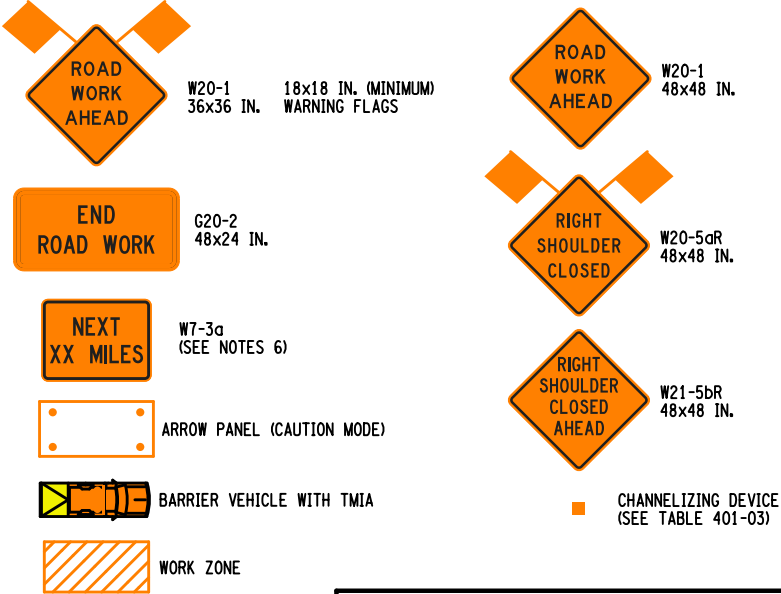 ROAD
WORK
AHEAD
W20-1
36x36 IN.
18x18 IN. (MINIMUM)
WARNING FLAGS
END
ROAD WORK
G20-2
48x24 IN.
NEXT
XX MILES
W7-3a
(SEE NOTES 6)
ARROW PANEL (CAUTION MODE)
BARRIER VEHICLE WITH TMIA
WORK ZONE
ROAD
WORK
AHEAD
W20-1
48x48 IN.
RIGHT
SHOULDER
CLOSED
W20-5aR
48x48 IN.
RIGHT
SHOULDER
CLOSED
AHEAD
W21-5bR
48x48 IN.
CHANNELIZING DEVICE
(SEE TABLE 401-03)